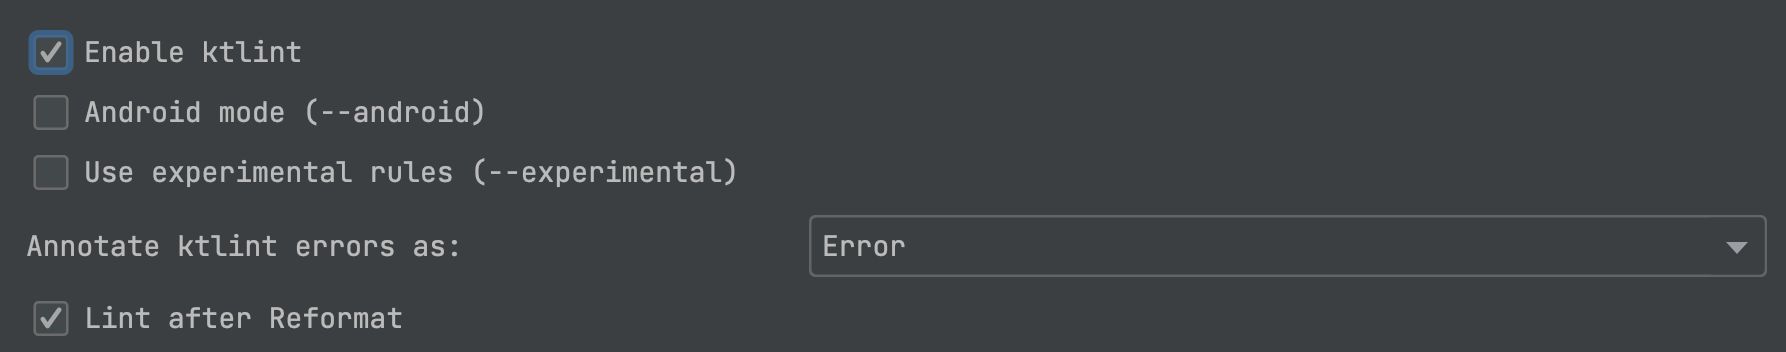 Enable ktlint
Android mode (--android)
Use experimental rules (--experimental)
Annotate ktlint errors as: Error
Lint after Reformat